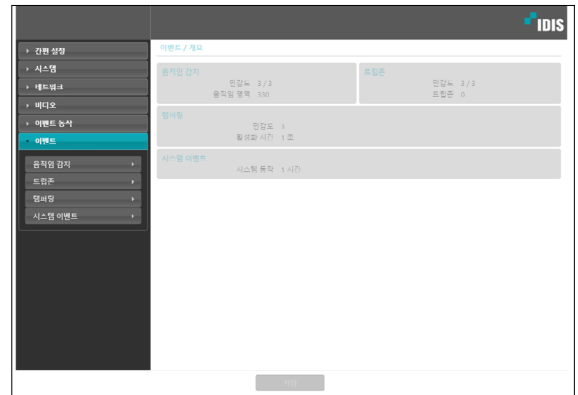 IDIS
간편 설정
시스템
네트워크
비디오
이벤트 동작
이벤트
움직임 감지
트립존
탬퍼링
시스템 이벤트
이벤트 / 개요
움직임 감지
민감도 3 / 3
움직임 영역 330
트립존
민감도 3 / 3
트립존 0
탬퍼링
민감도
활성화 시간 1 초
시스템 이벤트
시스템 동작 1 시간
저장